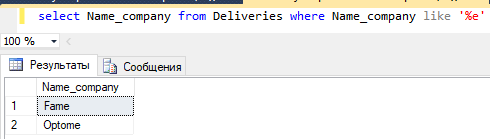 select Name_company from Deliveries where Name_company like '%e'
100 %
Результаты Сообщения
Name_company
1 Fame
2 Optome